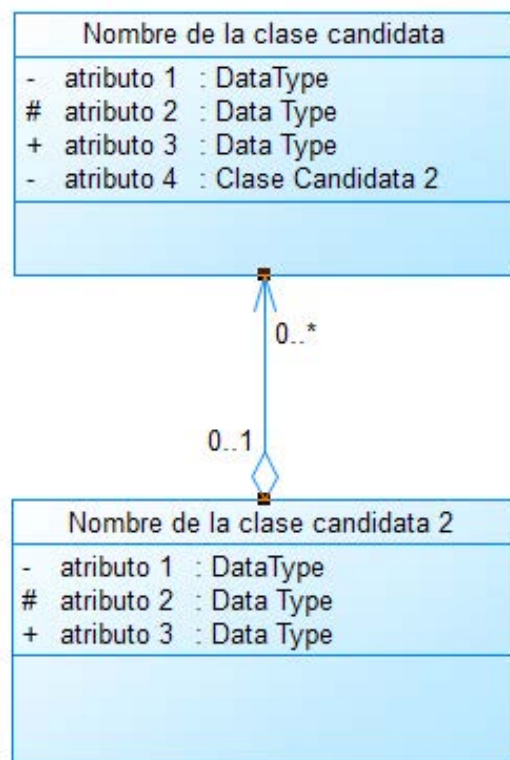 Nombre de la clase candidata
- atributo 1 : DataType
# atributo 2 : Data Type
+ atributo 3 : Data Type
- atributo 4 : Clase Candidata 2
0..*
0..1
Nombre de la clase candidata 2
- atributo 1 : DataType
# atributo 2 : Data Type
+ atributo 3 : Data Type